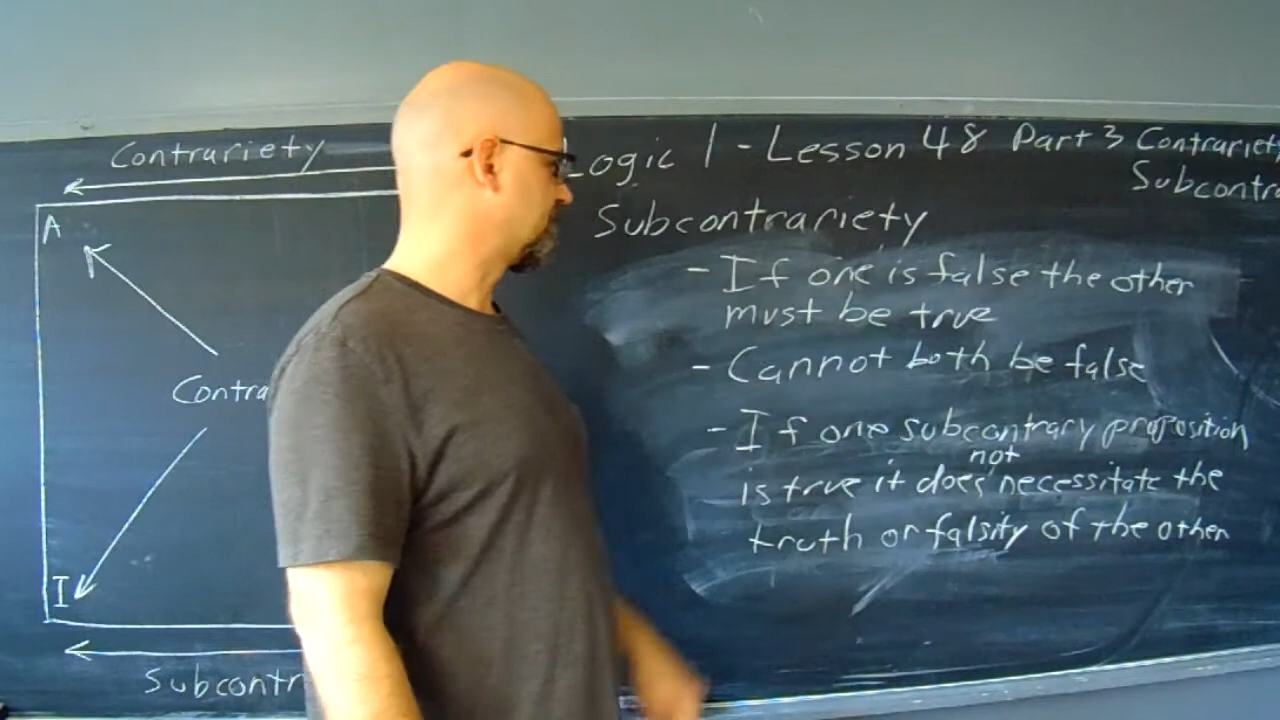 Contrariety
A
Contra
I
Subcontr
Logic 1 - Lesson 48 Part 3 Contrariety
Subcontra
Subcontrariety
- If one is false the other
must be true
- Cannot both be false
- If one subcontrary proposition
not
is true it does necessitate the
truth or falsity of the other